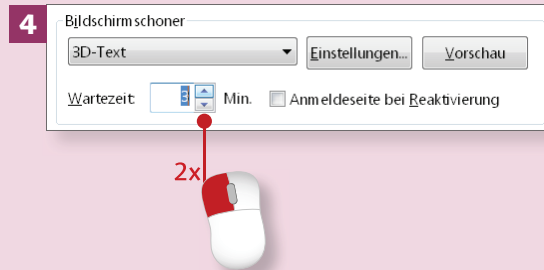 4
Bildschirmschoner
3D-Text Einstellungen... Vorschau
Wartezeit: 3 Min. Anmeldeseite bei Reaktivierung
2x